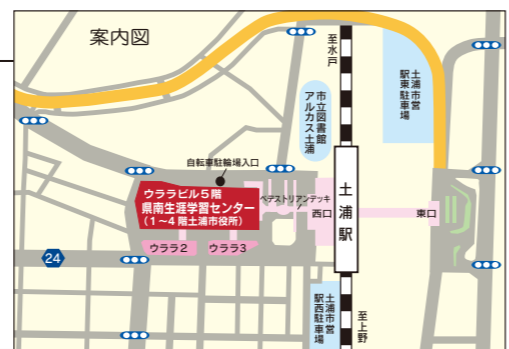 案内図
至水戸
土浦市営
駅東駐車場
市立図書館
アルカス土浦
自転車駐輪場入口
ウララビル5階
県南生涯学習センター
(1〜4階土浦市役所)
ペデストリアンデッキ
西口
土浦駅
東口
ウララ2
ウララ3
24
土浦市営
駅西駐車場
至上野